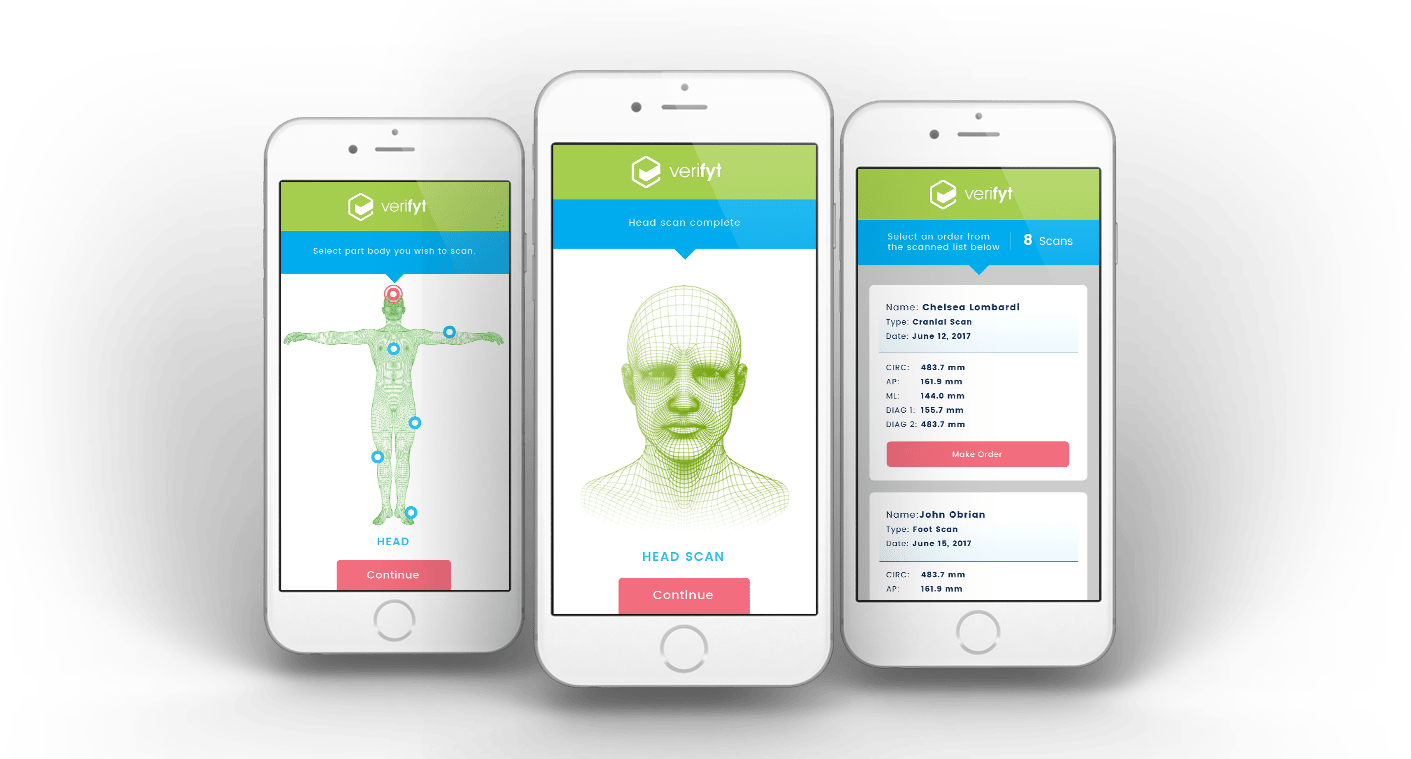 verifyt
Select part body you wish to scan.
HEAD
Continue
verifyt
Head scan complete
HEAD SCAN
Continue
verifyt
Select an order from
the scanned list below
8 Scans
Name: Chelsea Lombardi
Type: Cranial Scan
Date: June 12, 2017
CIRC: 483.7 mm
AP: 161.9 mm
ML: 144.0 mm
DIAG 1: 155.7 mm
DIAG 2: 483.7 mm
Make Order
Name:John Obrian
Type: Foot Scan
Date: June 15, 2017
CIRC: 483.7 mm
AP: 161.9 mm